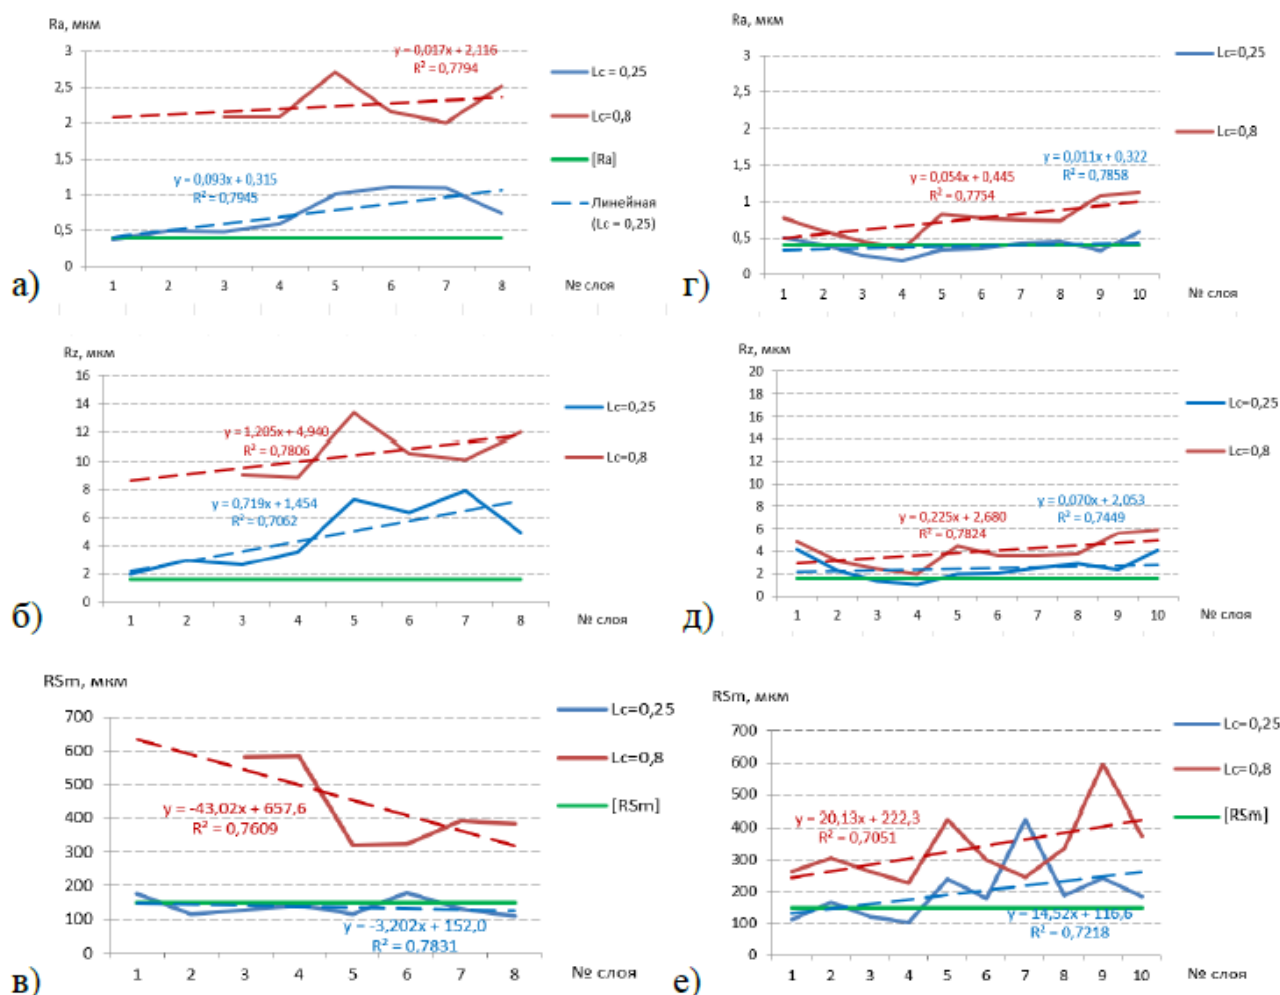 Ra, мкм
3
2,5
2
1,5
1
0,5
0
y = 0,017x + 2,116
R² = 0,7794
y = 0,093x + 0,315
R² = 0,7945
1 2 3 4 5 6 7 8
№ слоя
Lc = 0,25
Lc=0,8
[Ra]
Линейная
(Lc = 0,25)
а)
Ra, мкм
3
2,5
2
1,5
1
0,5
0
y = 0,054x + 0,445
R² = 0,7754
y = 0,011x + 0,322
R² = 0,7858
1 2 3 4 5 6 7 8 9 10
№ слоя
Lc=0,25
Lc=0,8
г)
Rz, мкм
16
14
12
10
8
6
4
2
0
y = 1,205x + 4,940
R² = 0,7806
y = 0,719x + 1,454
R² = 0,7062
1 2 3 4 5 6 7 8
№ слоя
Lc=0,25
Lc=0,8
б)
Rz, мкм
20
18
16
14
12
10
8
6
4
2
0
y = 0,225x + 2,680
R² = 0,7824
y = 0,070x + 2,053
R² = 0,7449
1 2 3 4 5 6 7 8 9 10
№ слоя
Lc=0,25
Lc=0,8
д)
RSm, мкм
700
600
500
400
300
200
100
0
y = -43,02x + 657,6
R² = 0,7609
y = -3,202x + 152,0
R² = 0,7831
1 2 3 4 5 6 7 8
№ слоя
Lc=0,25
Lc=0,8
[RSm]
в)
RSm, мкм
700
600
500
400
300
200
100
0
y = 20,13x + 222,3
R² = 0,7051
y = 14,52x + 116,6
R² = 0,7218
1 2 3 4 5 6 7 8 9 10
№ слоя
Lc=0,25
Lc=0,8
[RSm]
е)